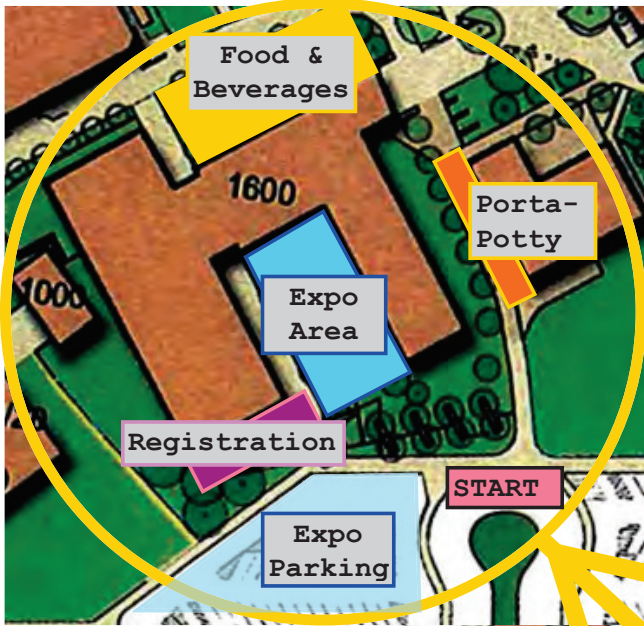 Food &
Beverages
1600
Porta-
Potty
Expo
Area
1000
Registration
START
Expo
Parking